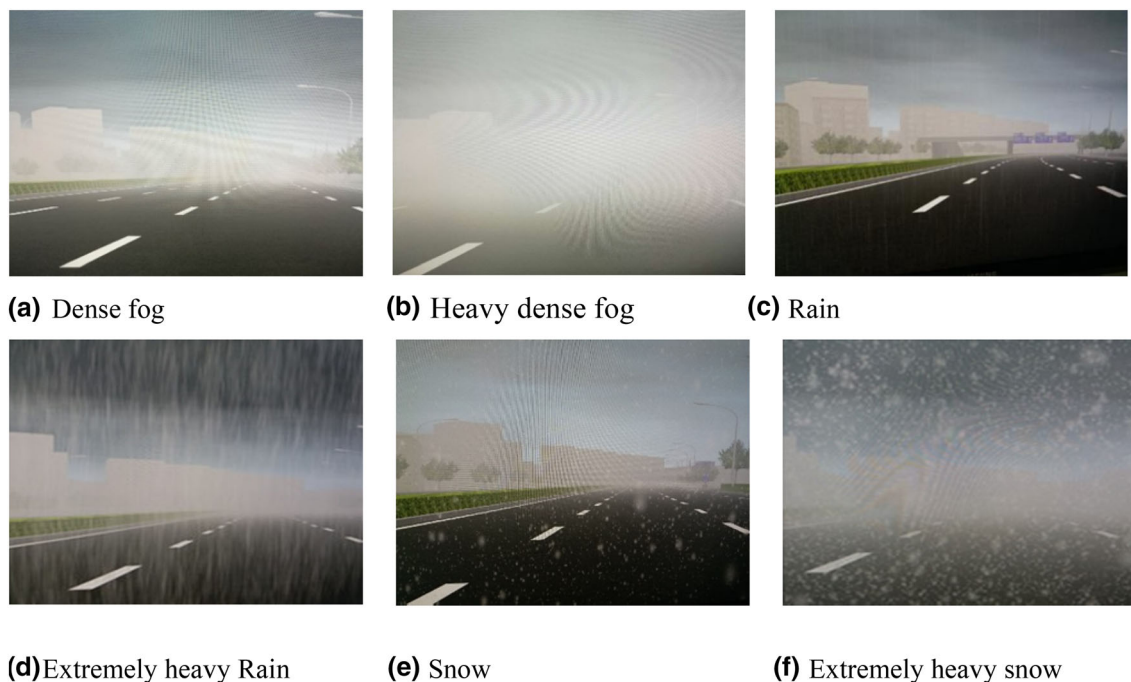 (a) Dense fog
(b) Heavy dense fog
(c) Rain
(d)Extremely heavy Rain
(e) Snow
(f) Extremely heavy snow